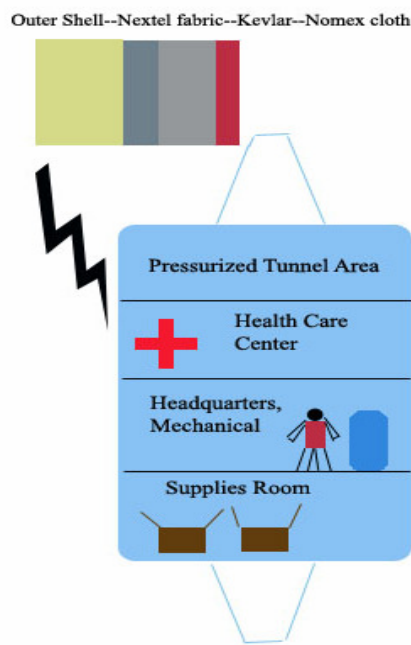 Outer Shell--Nextel fabric--Kevlar--Nomex cloth
Pressurized Tunnel Area
Health Care
Center
Headquarters,
Mechanical
Supplies Room